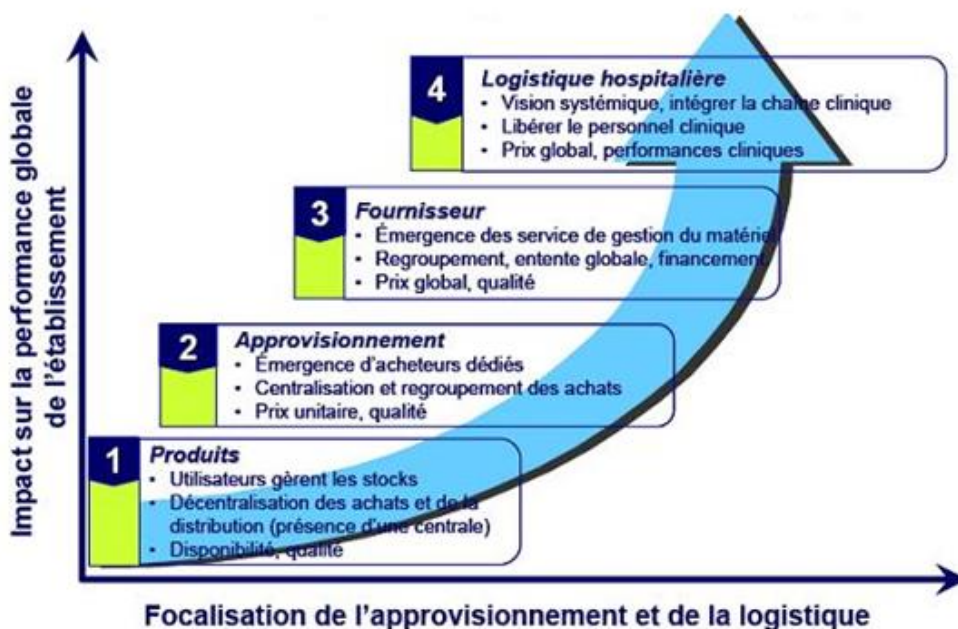 Impact sur la performance globale
de l'établissement
4
Logistique hospitalière
• Vision systémique, intégrer la chaîne clinique
• Libérer le personnel clinique
• Prix global, performances cliniques
3
Fournisseur
• Émergence des service de gestion du matériel
• Regroupement, entente globale, financement
• Prix global, qualité
2
Approvisionnement
• Émergence d'acheteurs dédiés
• Centralisation et regroupement des achats
• Prix unitaire, qualité
1
Produits
• Utilisateurs gèrent les stocks
• Décentralisation des achats et de la
distribution (présence d'une centrale)
• Disponibilité, qualité
Focalisation de l'approvisionnement et de la logistique